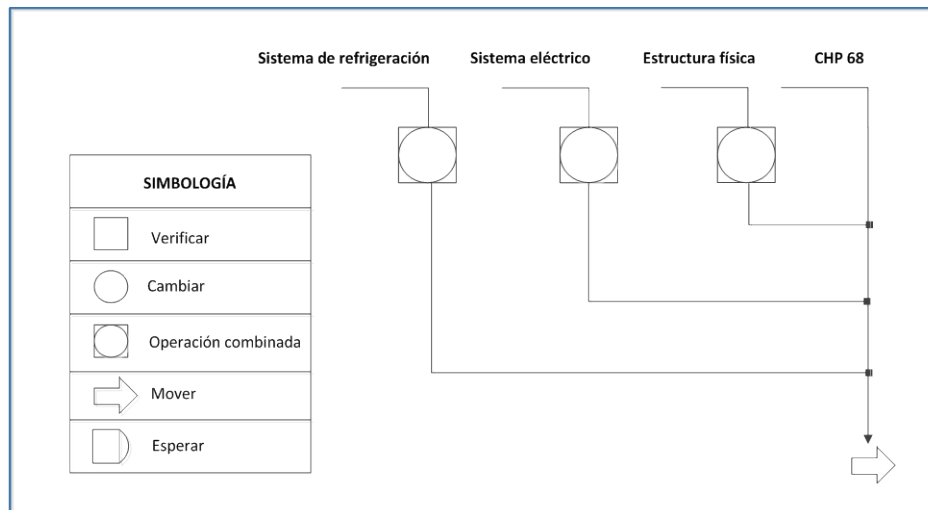 Sistema de refrigeración
Sistema eléctrico
Estructura física
CHP 68
SIMBOLOGÍA
Verificar
Cambiar
Operación combinada
Mover
Esperar